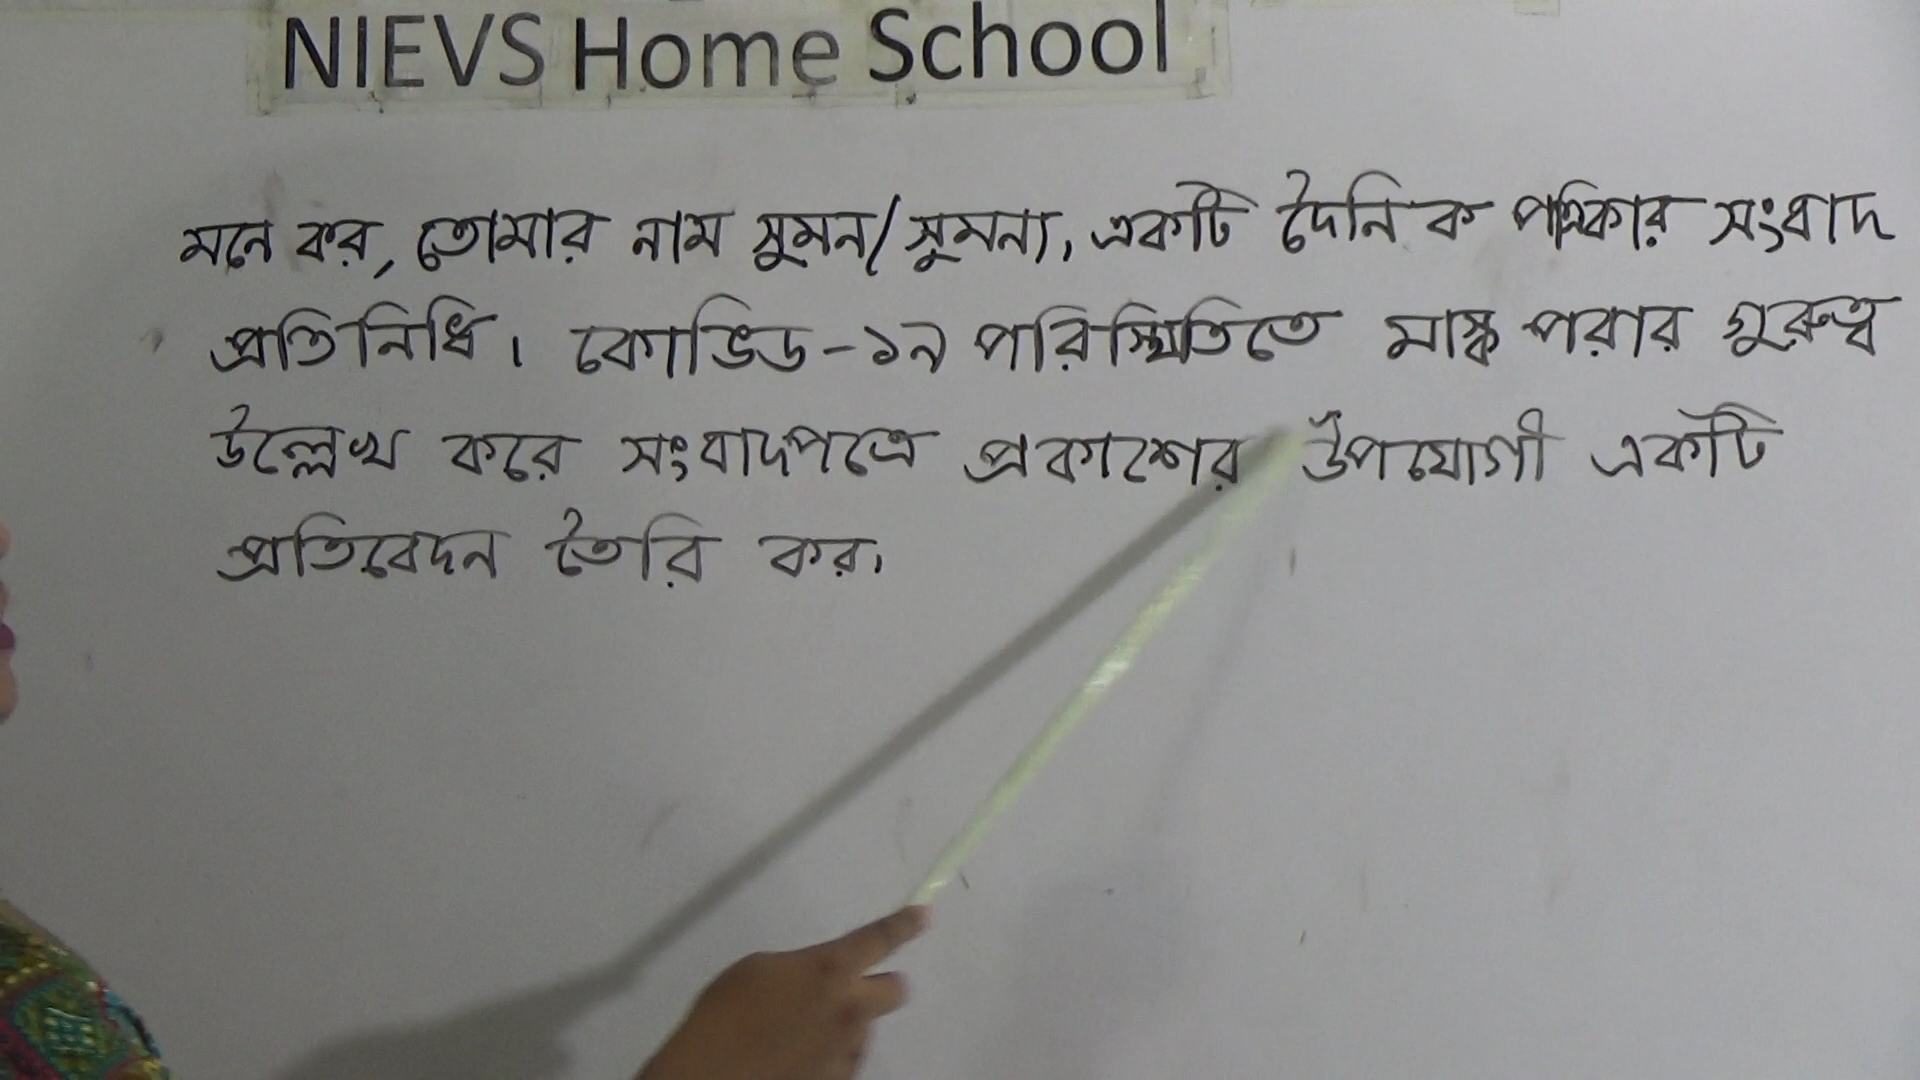 NIEVS Home School
মনে কর, তোমার নাম সুমন/সুমনা, একটি দৈনিক পত্রিকার সংবাদ
প্রতিনিধি। কোভিড-১৯ পরিস্থিতিতে মাস্ক পরার গুরুত্ব
উল্লেখ করে সংবাদপত্রে প্রকাশের উপযোগী একটি
প্রতিবেদন তৈরি কর।